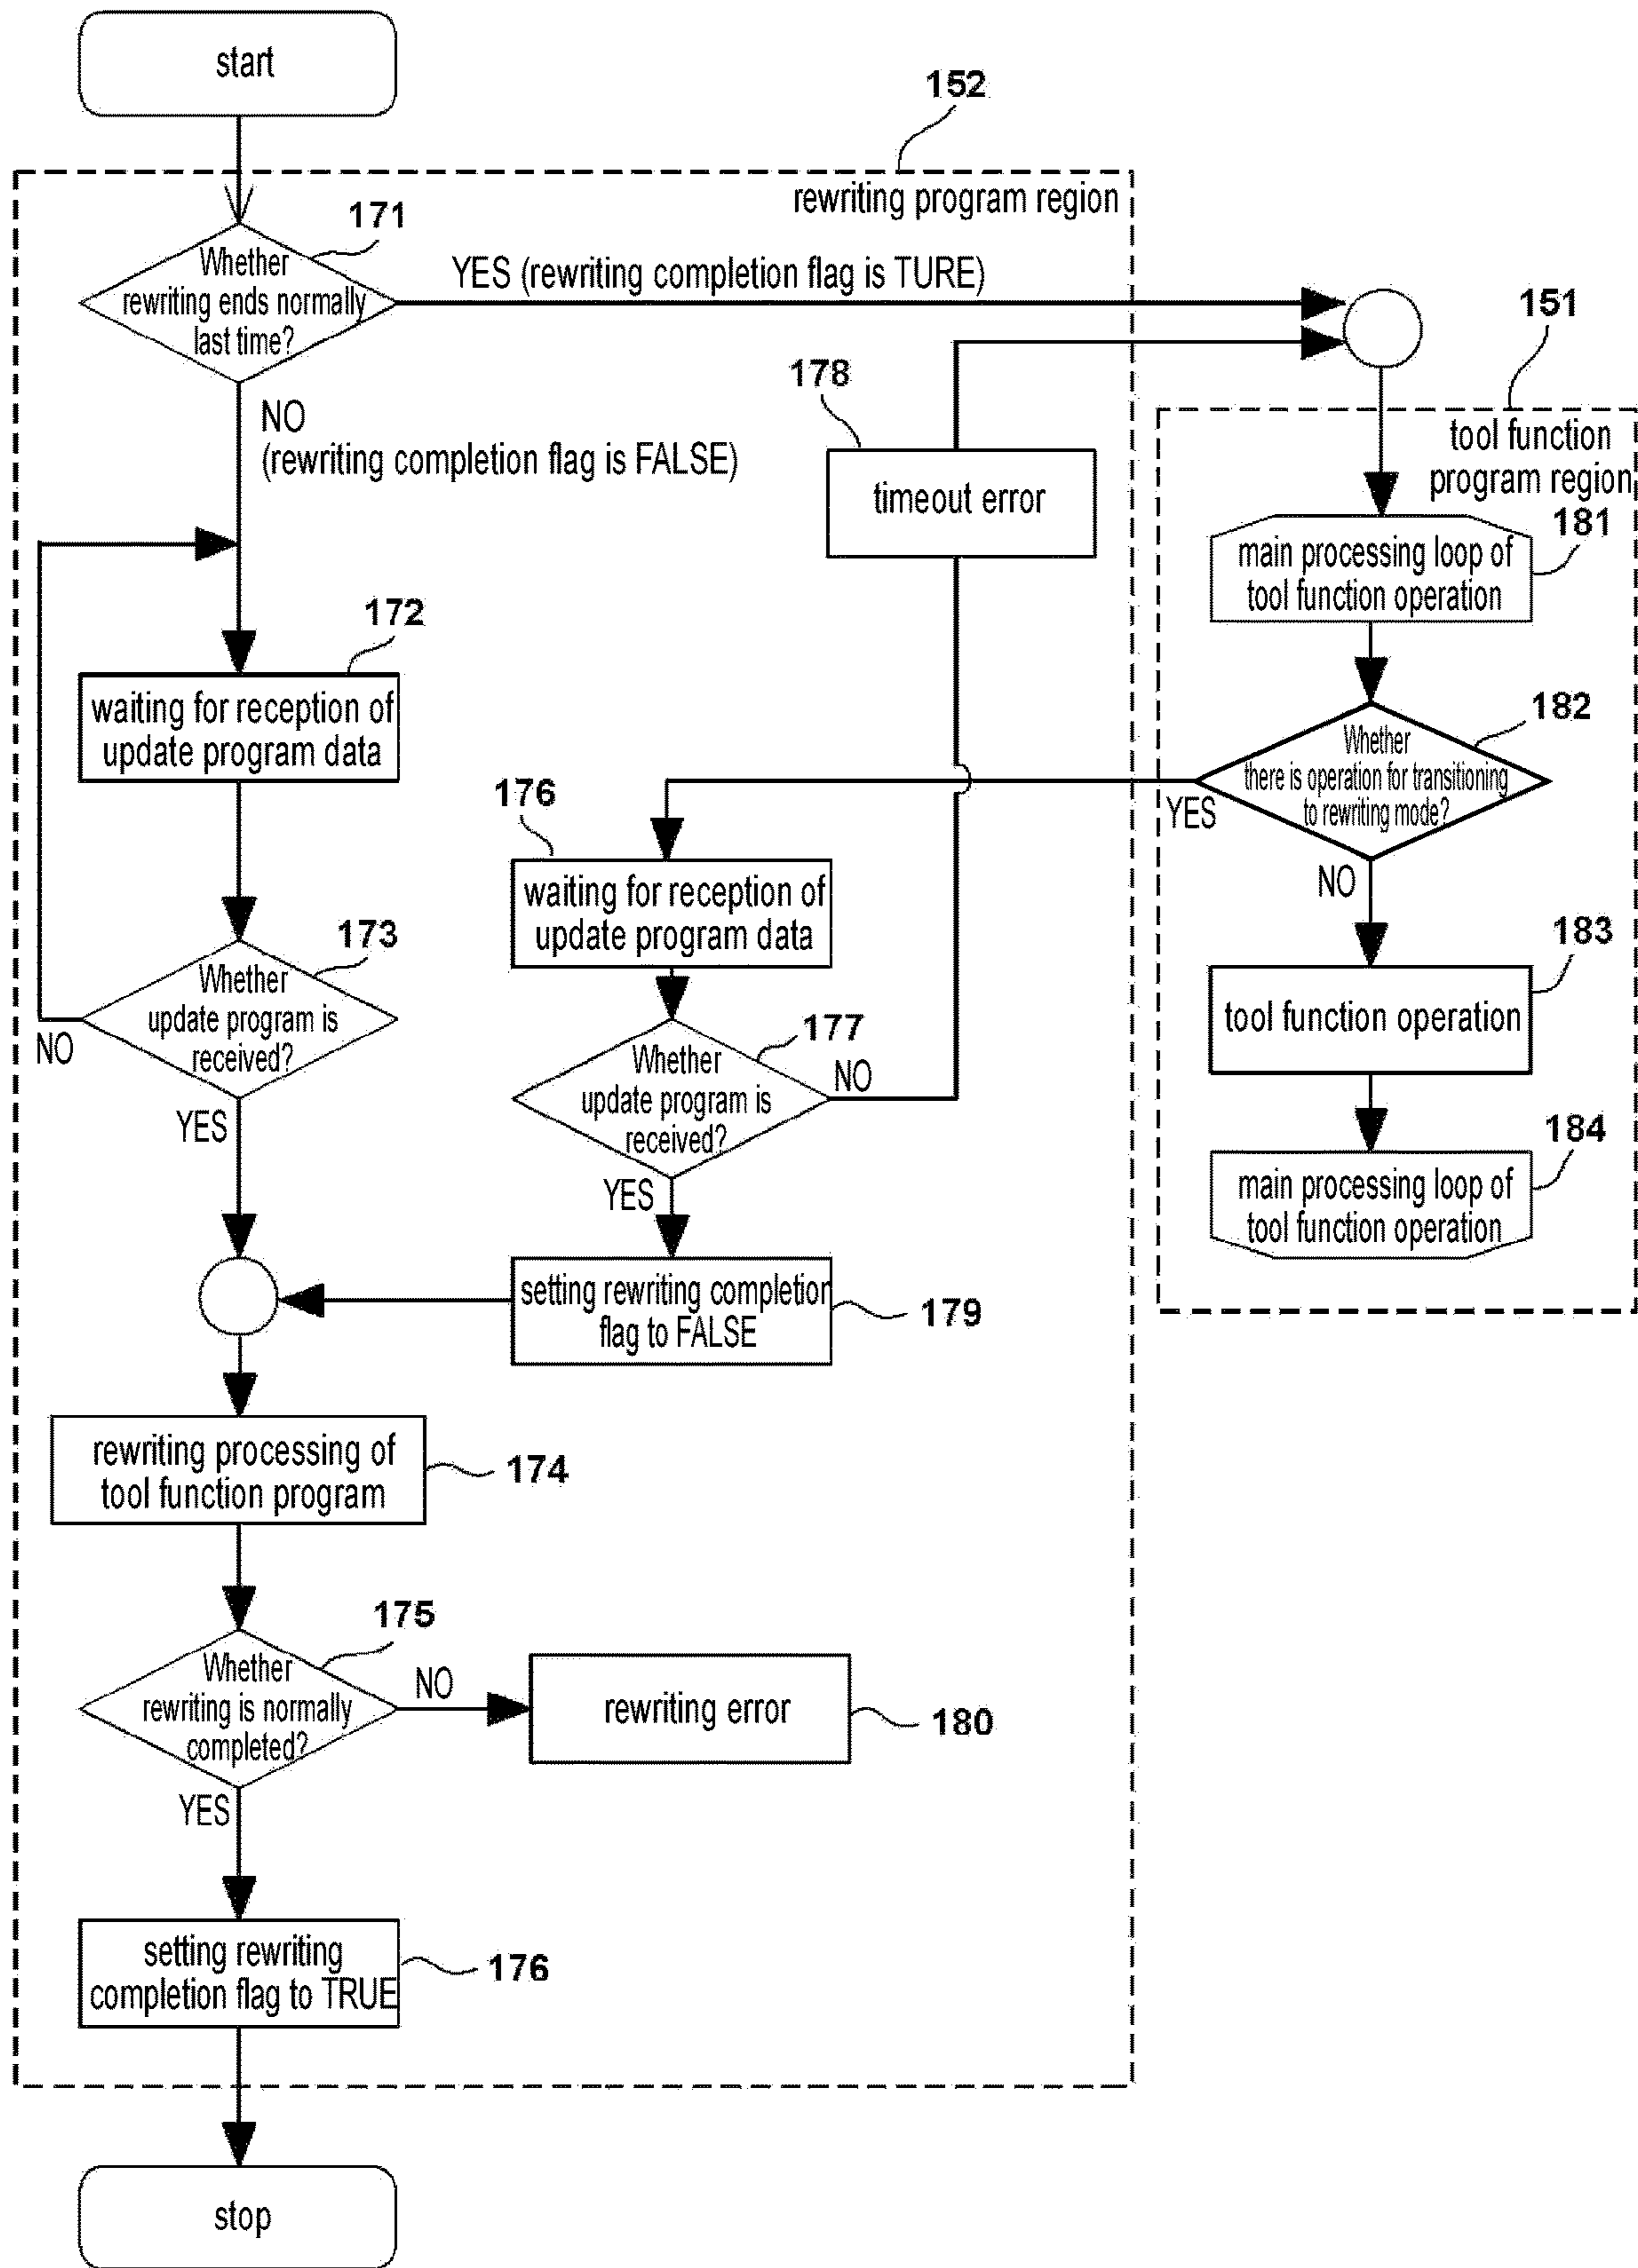 start
152
rewriting program region
171
Whether
rewriting ends normally
last time?
YES (rewriting completion flag is TURE)
151
NO
(rewriting completion flag is FALSE)
178
timeout error
tool function
program region
181
main processing loop of
tool function operation
172
waiting for reception of
update program data
182
Whether
there is operation for transitioning
to rewriting mode?
YES
NO
176
waiting for reception of
update program data
173
Whether
update program is
received?
NO
YES
177
Whether
update program is
received?
NO
YES
183
tool function operation
184
main processing loop of
tool function operation
setting rewriting completion
flag to FALSE
179
rewriting processing of
tool function program
174
175
Whether
rewriting is normally
completed?
NO
YES
rewriting error
180
setting rewriting
completion flag to TRUE
176
stop